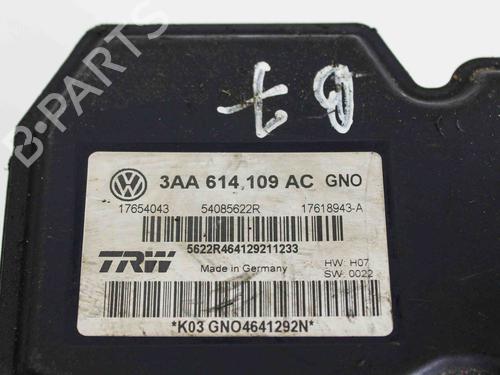 B-PARTS
B7
VW
3AA 614 109 AC GNO
17654043 54085622R 17618943-A
5622R464129211233
TRW Made in Germany HW: H07
SW: 0022
*K03 GNO4641292N*